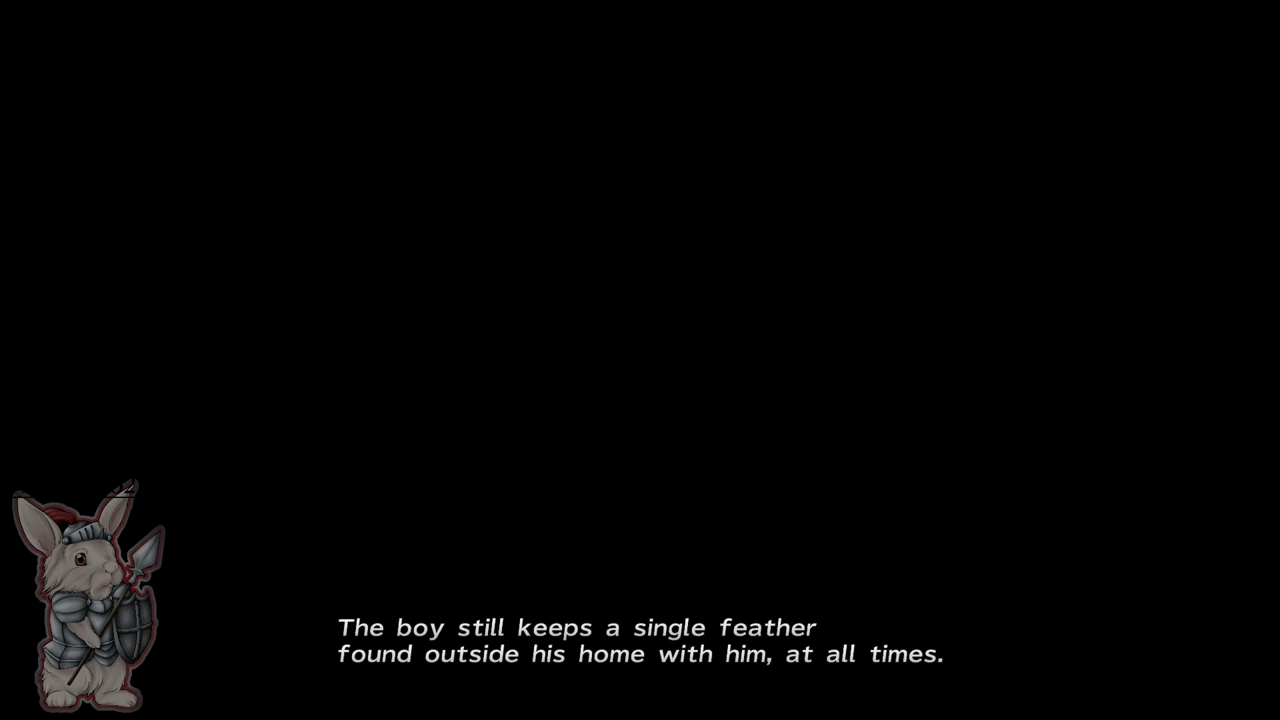 The boy still keeps a single feather
found outside his home with him, at all times.